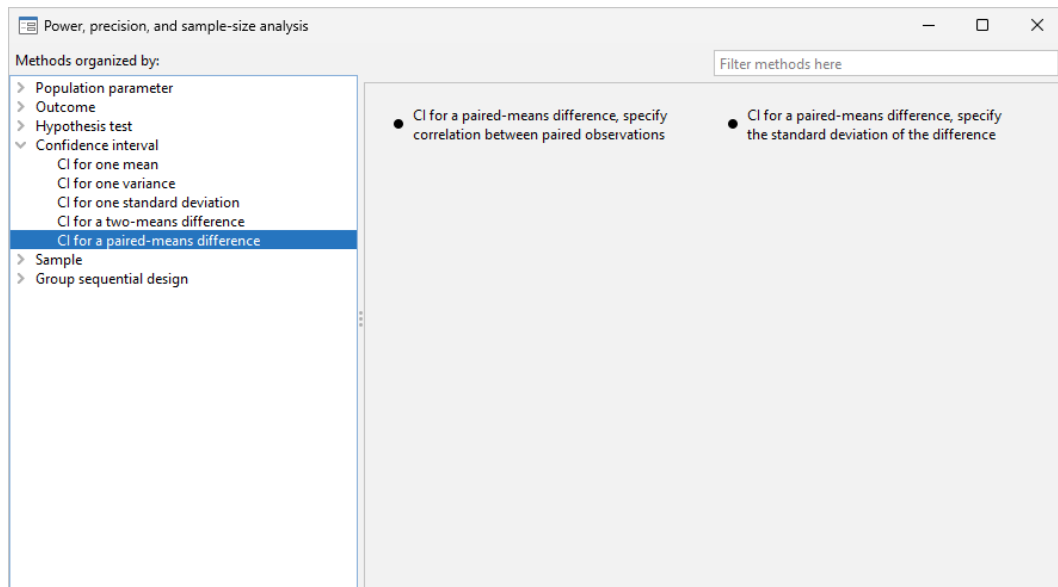 Power, precision, and sample-size analysis
Methods organized by:
Filter methods here
Population parameter
Outcome
Hypothesis test
Confidence interval
CI for one mean
CI for one variance
CI for one standard deviation
CI for a two-means difference
CI for a paired-means difference
Sample
Group sequential design
CI for a paired-means difference, specify
correlation between paired observations
CI for a paired-means difference, specify
the standard deviation of the difference